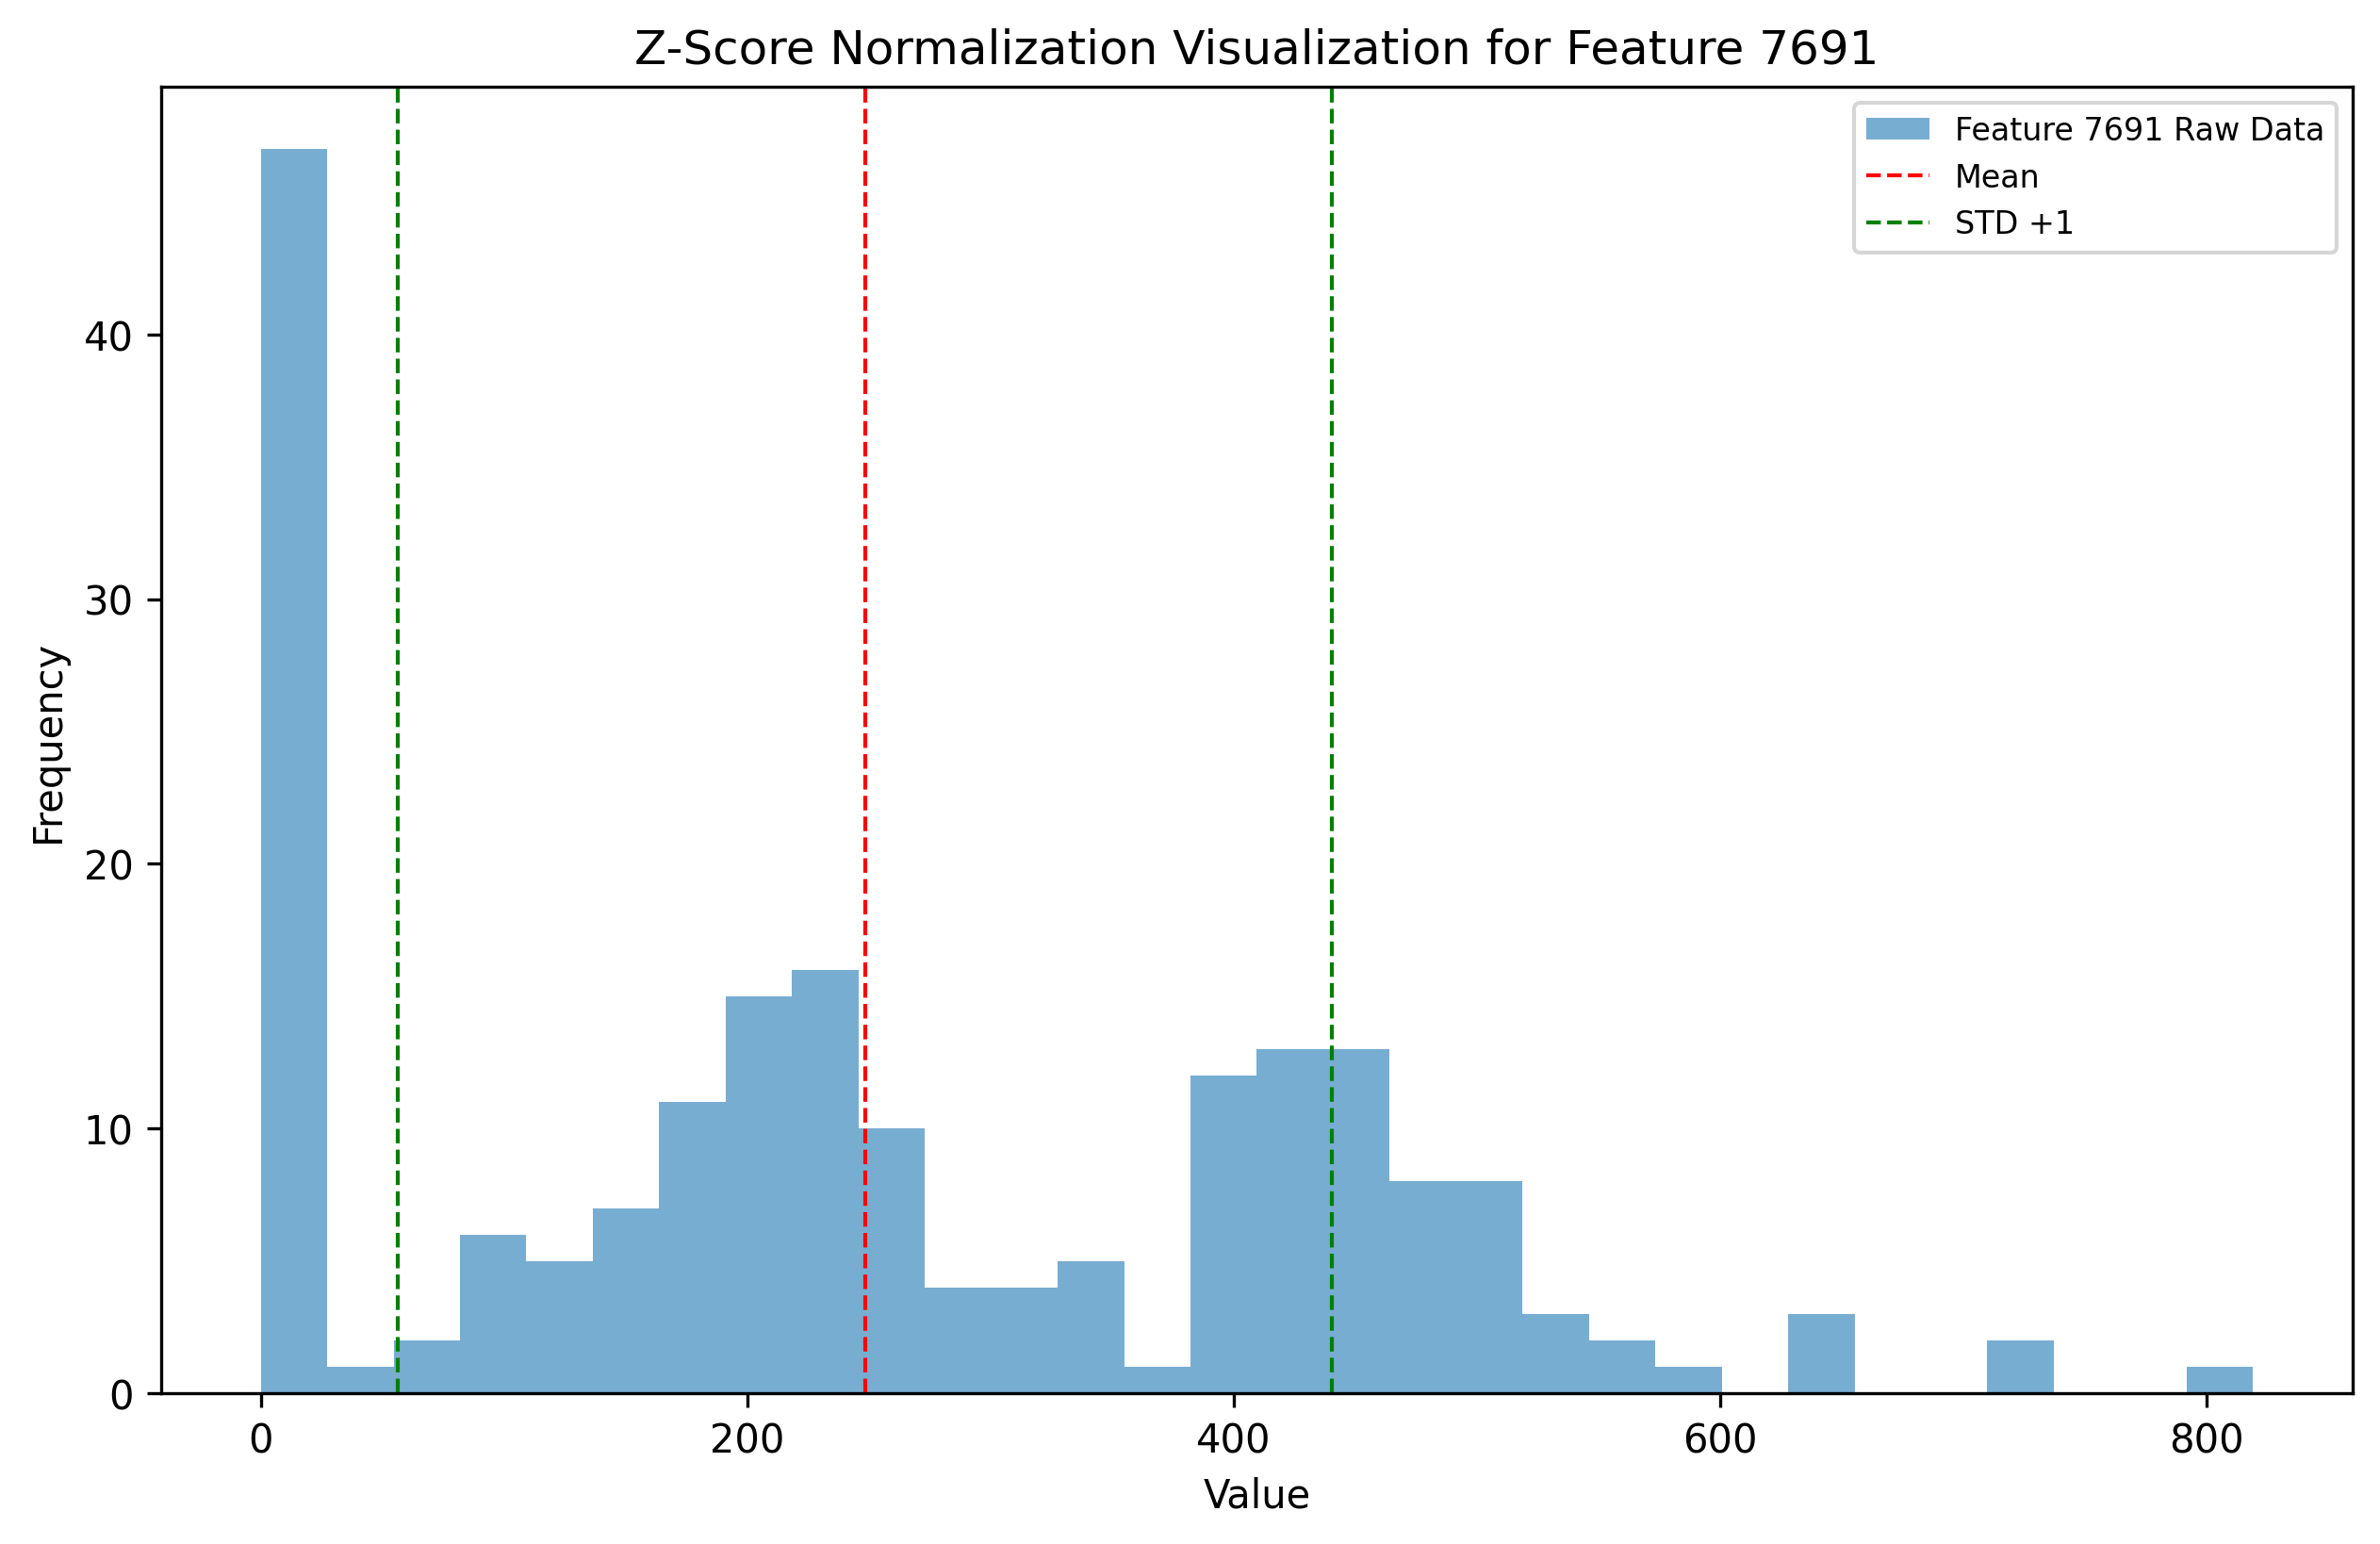 Z-Score Normalization Visualization for Feature 7691
Feature 7691 Raw Data
Mean
STD +1
Frequency
40
30
20
10
0
0 200 400 600 800
Value